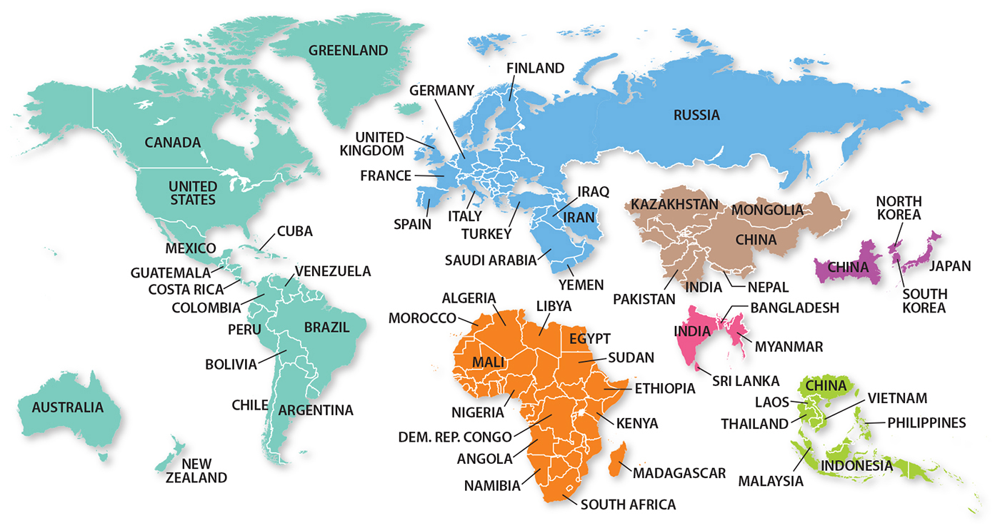 GREENLAND
CANADA
UNITED
STATES
MEXICO
CUBA
GUATEMALA
COSTA RICA
VENEZUELA
COLOMBIA
PERU
BRAZIL
BOLIVIA
CHILE
ARGENTINA
AUSTRALIA
NEW
ZEALAND
FINLAND
GERMANY
RUSSIA
UNITED
KINGDOM
FRANCE
SPAIN
ITALY
TURKEY
IRAQ
IRAN
SAUDI ARABIA
YEMEN
KAZAKHSTAN
MONGOLIA
CHINA
PAKISTAN
INDIA
NEPAL
NORTH
KOREA
CHINA
JAPAN
SOUTH
KOREA
ALGERIA
MOROCCO
LIBYA
EGYPT
MALI
SUDAN
ETHIOPIA
NIGERIA
KENYA
DEM. REP. CONGO
ANGOLA
NAMIBIA
MADAGASCAR
SOUTH AFRICA
BANGLADESH
INDIA
MYANMAR
SRI LANKA
CHINA
LAOS
VIETNAM
THAILAND
PHILIPPINES
INDONESIA
MALAYSIA